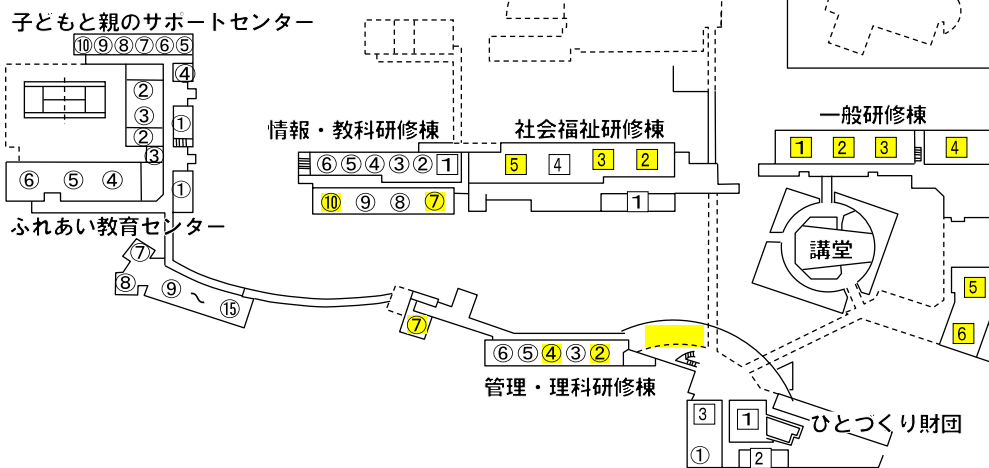 子どもと親のサポートセンター
⑩⑨⑧⑦⑥⑤
④
②
③
②
③
①
⑥ ⑤ ④
①
ふれあい教育センター
⑦
⑧
⑨ ～ ⑮
情報・教科研修棟
⑥⑤④③② 1
⑩ ⑨ ⑧ ⑦
社会福祉研修棟
5 4 3 2
1
一般研修棟
1 2 3 4
講堂
5
6
⑦
⑥⑤④③②
管理・理科研修棟
3 1
① 2
ひとづくり財団